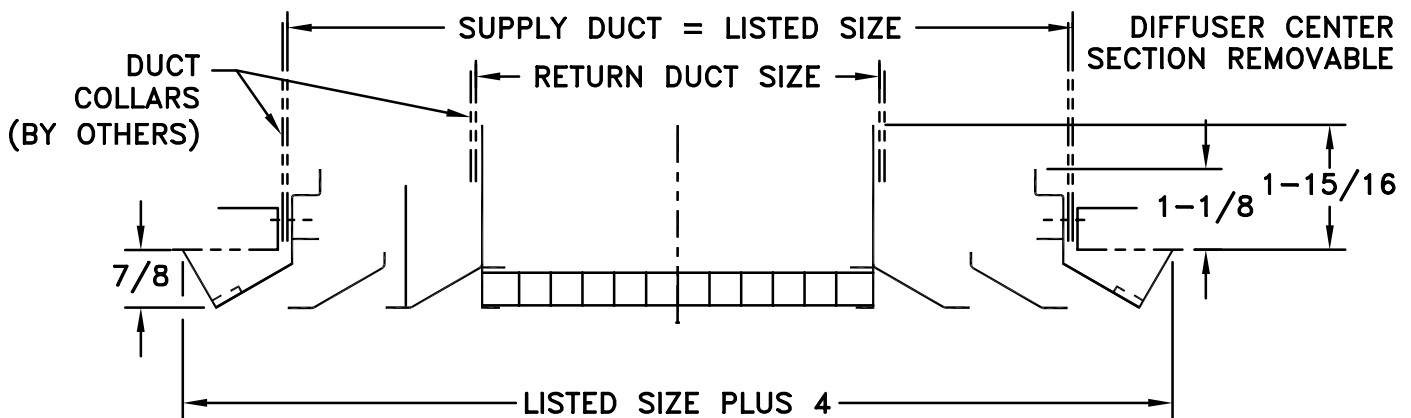 SUPPLY DUCT = LISTED SIZE
DIFFUSER CENTER
SECTION REMOVABLE
DUCT
COLLARS
(BY OTHERS)
RETURN DUCT SIZE
1-15/16
1-1/8
7/8
LISTED SIZE PLUS 4